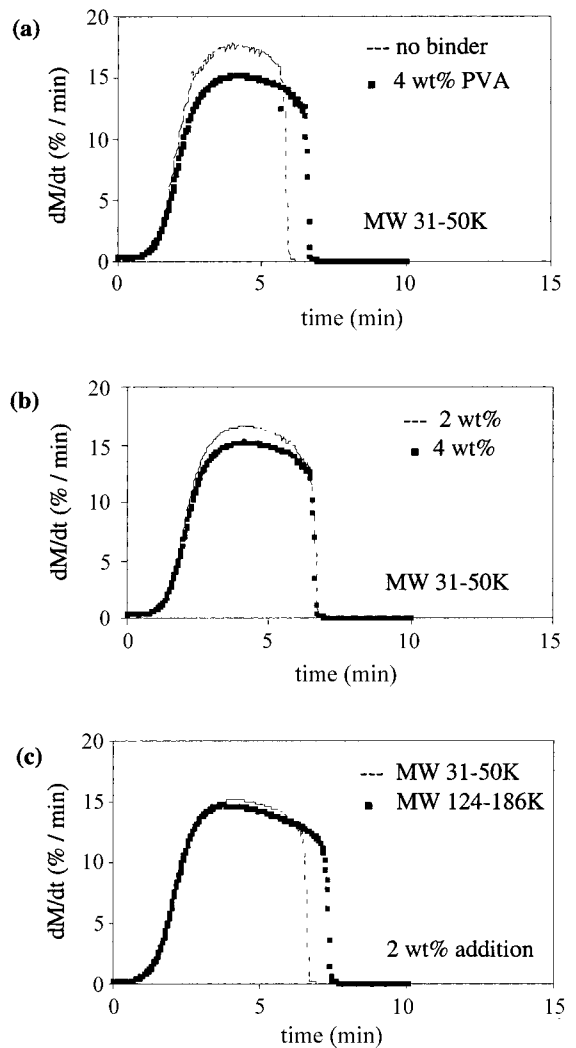 (a)
20
15
10
5
0
dM/dt (% / min)
--- no binder
■ 4 wt% PVA
MW 31-50K
0 5 10 15
time (min)
(b)
20
15
10
5
0
dM/dt (% / min)
--- 2 wt%
■ 4 wt%
MW 31-50K
0 5 10 15
time (min)
(c)
20
15
10
5
0
dM/dt (% / min)
--- MW 31-50K
■ MW 124-186K
2 wt% addition
0 5 10 15
time (min)